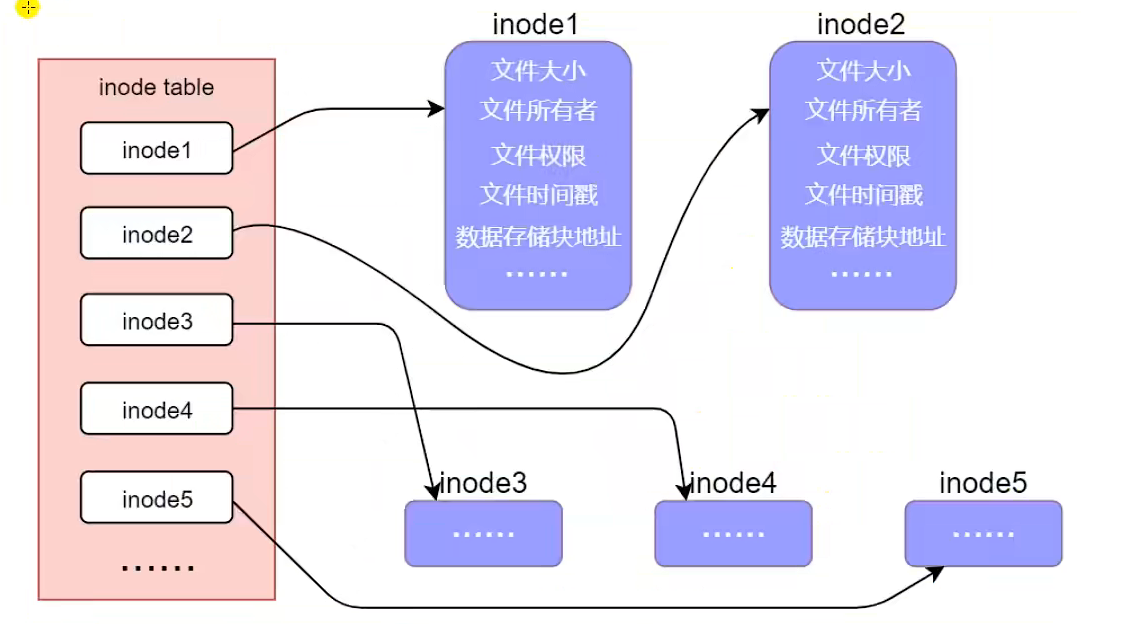 inode table
inode1
inode2
inode3
inode4
inode5
......
inode1
文件大小
文件所有者
文件权限
文件时间戳
数据存储块地址
......
inode2
文件大小
文件所有者
文件权限
文件时间戳
数据存储块地址
......
inode3
......
inode4
......
inode5
......